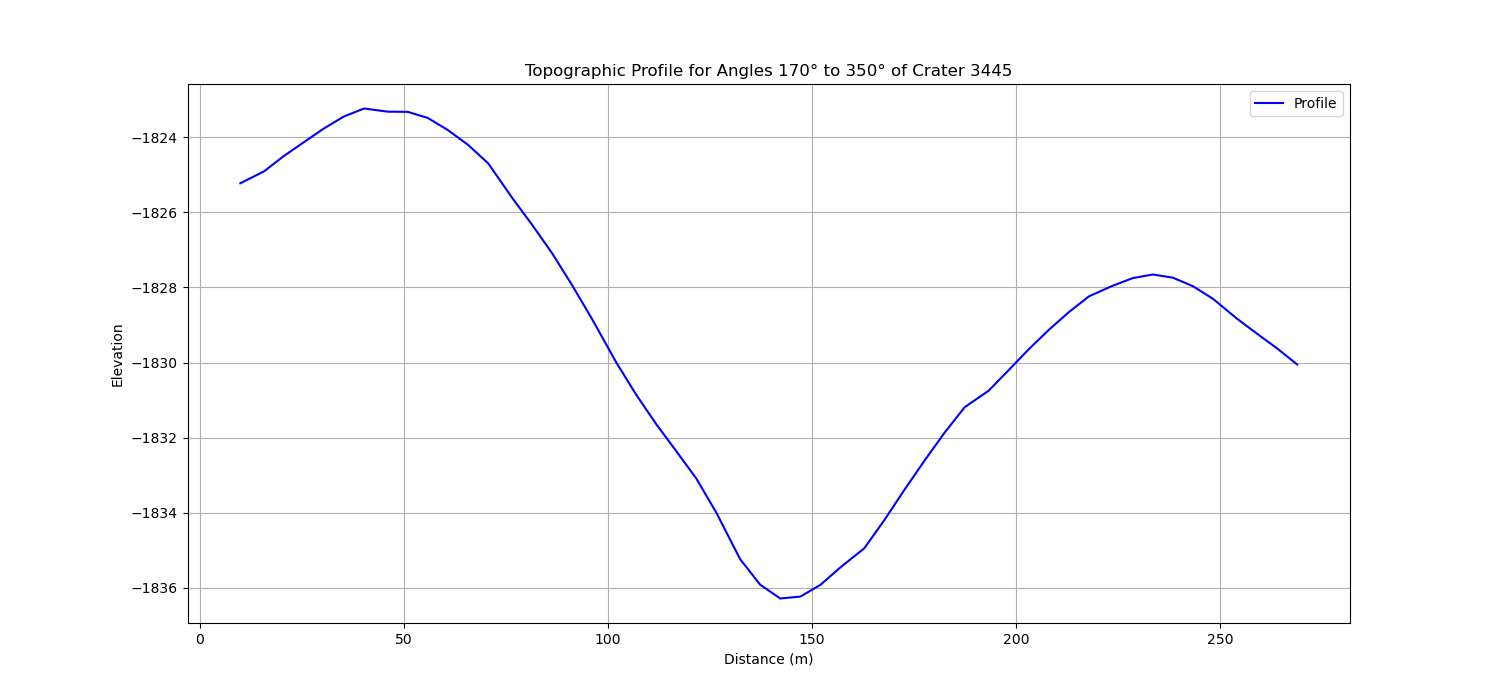 Topographic Profile for Angles 170° to 350° of Crater 3445
Profile
−1824
−1826
−1828
−1830
−1832
−1834
−1836
Elevation
0 50 100 150 200 250
Distance (m)